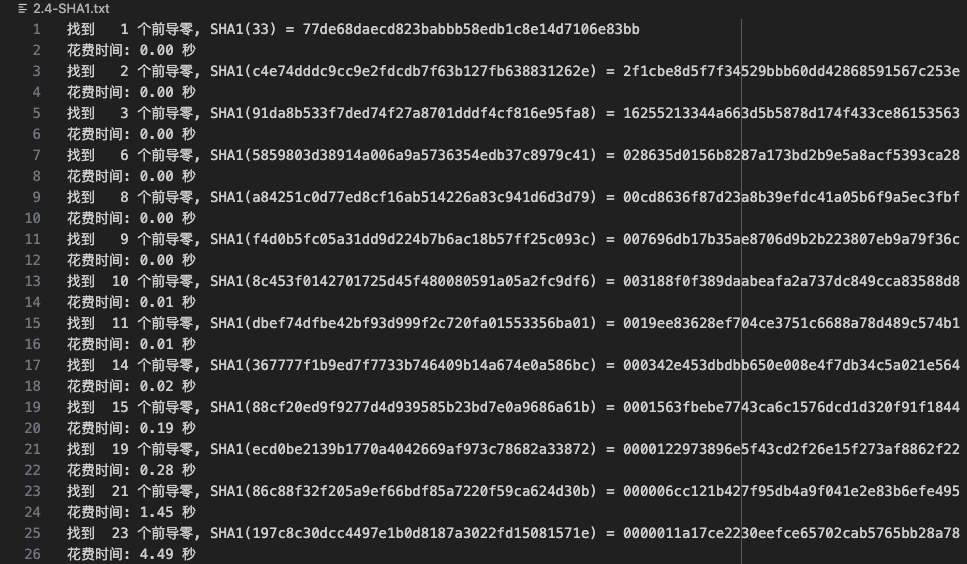 2.4-SHA1.txt
1 找到   1 个前导零, SHA1(33) = 77de68daecd823babbb58edb1c8e14d7106e83bb
2 花费时间: 0.00 秒
3 找到   2 个前导零, SHA1(c4e74dddc9cc9e2fdcdb7f63b127fb638831262e) = 2f1cbe8d5f7f34529bbb60dd42868591567c253e
4 花费时间: 0.00 秒
5 找到   3 个前导零, SHA1(91da8b533f7ded74f27a8701dddf4cf816e95fa8) = 16255213344a663d5b5878d174f433ce86153563
6 花费时间: 0.00 秒
7 找到   6 个前导零, SHA1(5859803d38914a006a9a5736354edb37c8979c41) = 028635d0156b8287a173bd2b9e5a8acf5393ca28
8 花费时间: 0.00 秒
9 找到   8 个前导零, SHA1(a84251c0d77ed8cf16ab514226a83c941d6d3d79) = 00cd8636f87d23a8b39efdc41a05b6f9a5ec3fbf
10 花费时间: 0.00 秒
11 找到   9 个前导零, SHA1(f4d0b5fc05a31dd9d224b7b6ac18b57ff25c093c) = 007696db17b35ae8706d9b2b223807eb9a79f36c
12 花费时间: 0.00 秒
13 找到  10 个前导零, SHA1(8c453f0142701725d45f480080591a05a2fc9df6) = 003188f0f389daabeafa2a737dc849cca83588d8
14 花费时间: 0.01 秒
15 找到  11 个前导零, SHA1(dbef74dfbe42bf93d999f2c720fa01553356ba01) = 0019ee83628ef704ce3751c6688a78d489c574b1
16 花费时间: 0.01 秒
17 找到  14 个前导零, SHA1(367777f1b9ed7f7733b746409b14a674e0a586bc) = 000342e453dbdbb650e008e4f7db34c5a021e564
18 花费时间: 0.02 秒
19 找到  15 个前导零, SHA1(88cf20ed9f9277d4d939585b23bd7e0a9686a61b) = 0001563fbebe7743ca6c1576dcd1d320f91f1844
20 花费时间: 0.19 秒
21 找到  19 个前导零, SHA1(ecd0be2139b1770a4042669af973c78682a33872) = 0000122973896e5f43cd2f26e15f273af8862f22
22 花费时间: 0.28 秒
23 找到  21 个前导零, SHA1(86c88f32f205a9ef66bdf85a7220f59ca624d30b) = 000006cc121b427f95db4a9f041e2e83b6efe495
24 花费时间: 1.45 秒
25 找到  23 个前导零, SHA1(197c8c30dcc4497e1b0d8187a3022fd15081571e) = 0000011a17ce2230eefce65702cab5765bb28a78
26 花费时间: 4.49 秒